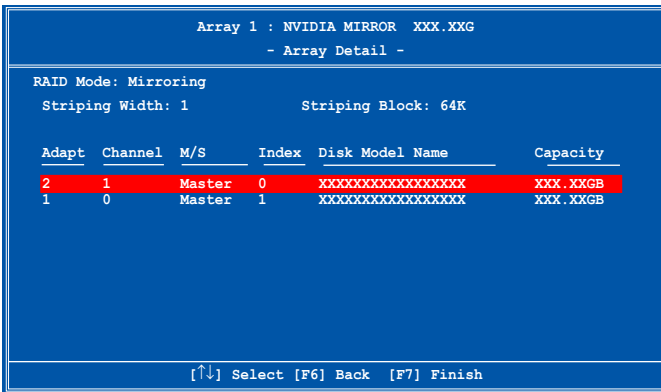 Array 1 : NVIDIA MIRROR XXX.XXG
- Array Detail -
RAID Mode: Mirroring
Striping Width: 1 Striping Block: 64K
Adapt Channel M/S Index Disk Model Name Capacity
2 1 Master 0 XXXXXXXXXXXXXXXXX XXX.XXGB
1 0 Master 1 XXXXXXXXXXXXXXXXX XXX.XXGB
[↑↓] Select [F6] Back [F7] Finish